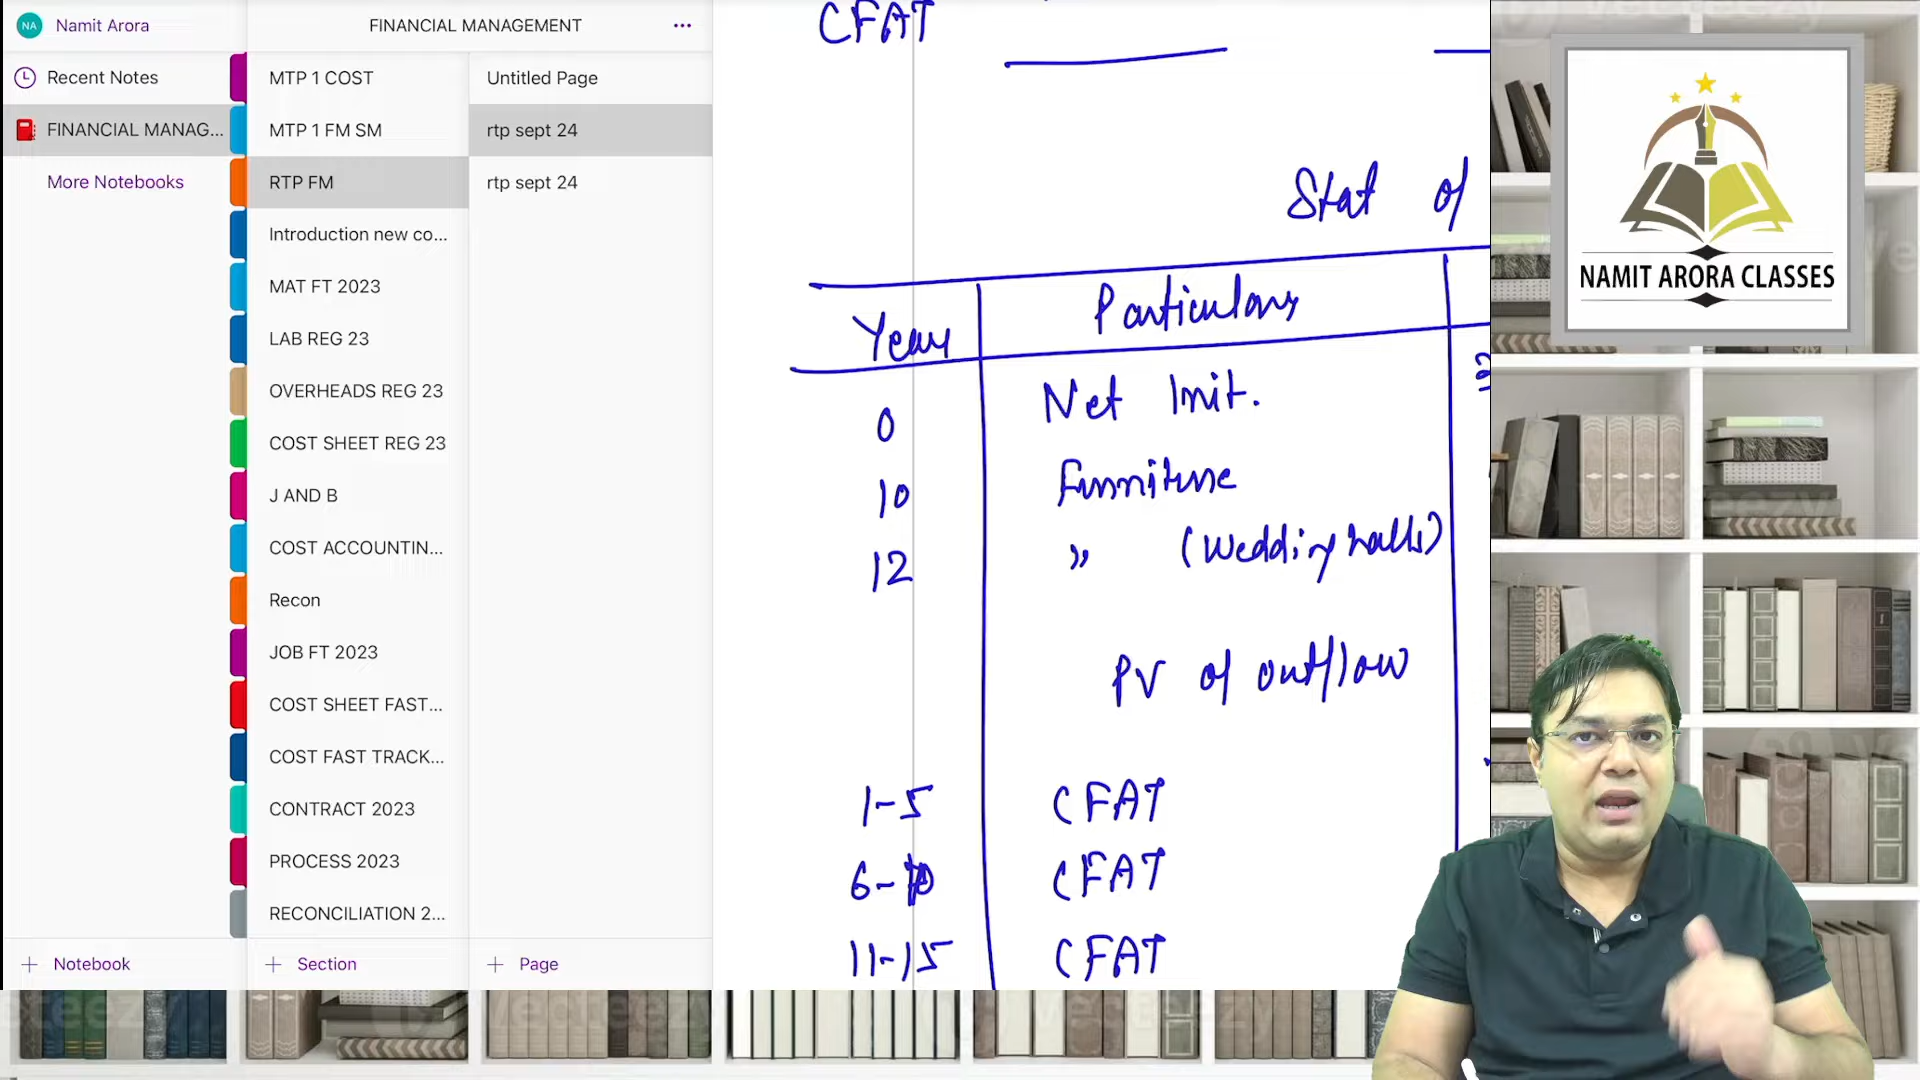 NA Namit Arora
FINANCIAL MANAGEMENT
Recent Notes
FINANCIAL MANAG...
More Notebooks
MTP 1 COST
MTP 1 FM SM
RTP FM
Introduction new co...
MAT FT 2023
LAB REG 23
OVERHEADS REG 23
COST SHEET REG 23
J AND B
COST ACCOUNTIN...
Recon
JOB FT 2023
COST SHEET FAST...
COST FAST TRACK...
CONTRACT 2023
PROCESS 2023
RECONCILIATION 2...
Untitled Page
rtp sept 24
rtp sept 24
+ Notebook
+ Section
+ Page
CFAT
Stat of
Year Particulars
0 Net Init.
10 Furniture
12 " (Wedding halls)
PV of outflow
1-5 CFAT
6-10 CFAT
11-15 CFAT
NAMIT ARORA CLASSES